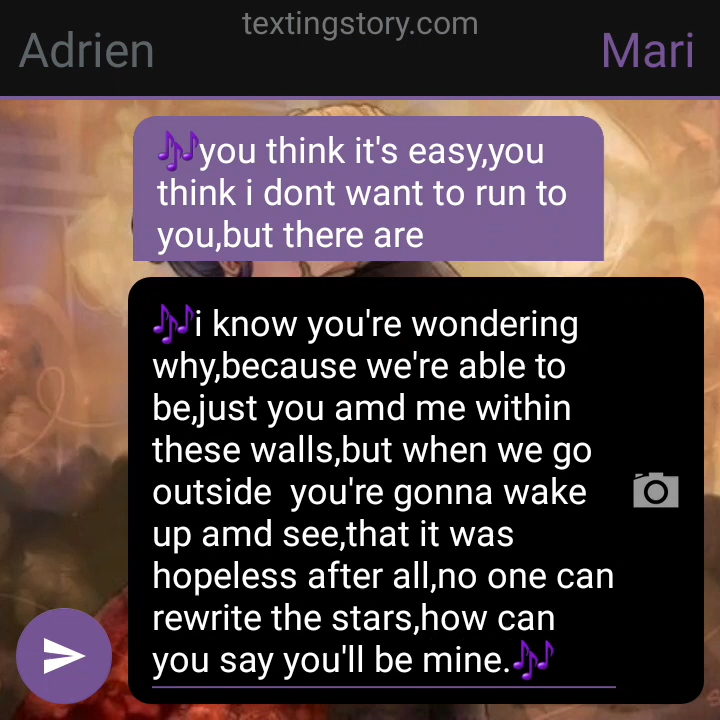 textingstory.com
Adrien
Mari
🎶you think it's easy,you
think i dont want to run to
you,but there are
🎶i know you're wondering
why,because we're able to
be,just you amd me within
these walls,but when we go
outside  you're gonna wake
up amd see,that it was
hopeless after all,no one can
rewrite the stars,how can
you say you'll be mine.🎶